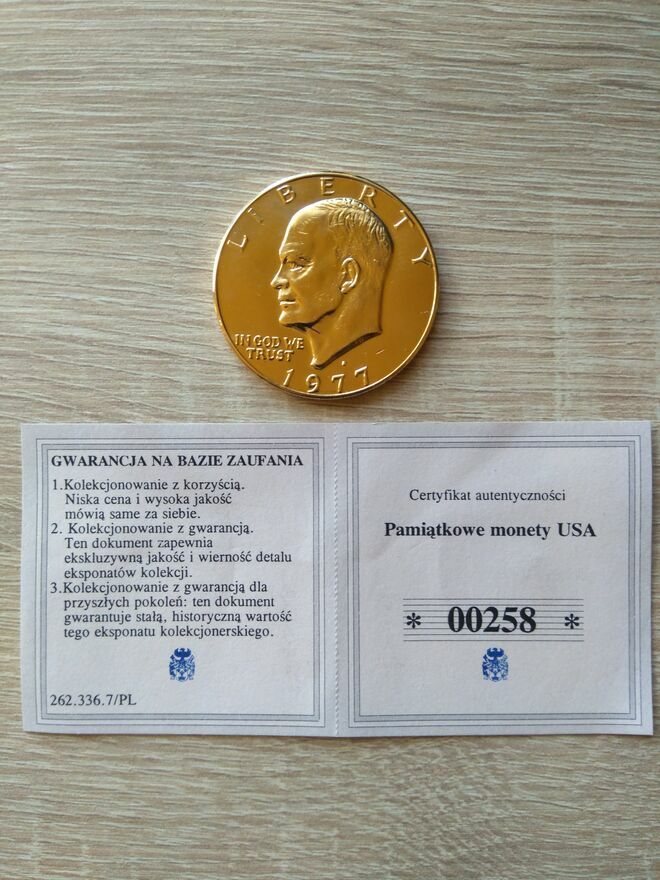 LIBERTY
IN GOD WE
TRUST
1977
GWARANCJA NA BAZIE ZAUFANIA
1.Kolekcjonowanie z korzyścią.
Niska cena i wysoka jakość
mówią same za siebie.
2. Kolekcjonowanie z gwarancją.
Ten dokument zapewnia
ekskluzywną jakość i wierność detalu
eksponatów kolekcji.
3.Kolekcjonowanie z gwarancją dla
przyszłych pokoleń: ten dokument
gwarantuje stałą, historyczną wartość
tego eksponatu kolekcjonerskiego.
262.336.7/PL
Certyfikat autentyczności
Pamiątkowe monety USA
* 00258 *